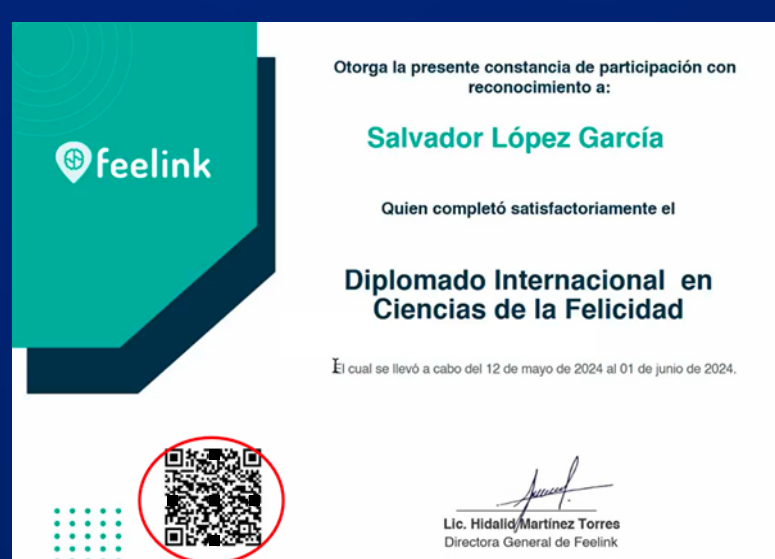 feelink
Otorga la presente constancia de participación con
reconocimiento a:
Salvador López García
Quien completó satisfactoriamente el
Diplomado Internacional en
Ciencias de la Felicidad
El cual se llevó a cabo del 12 de mayo de 2024 al 01 de junio de 2024.
Lic. Hidalid Martínez Torres
Directora General de Feelink